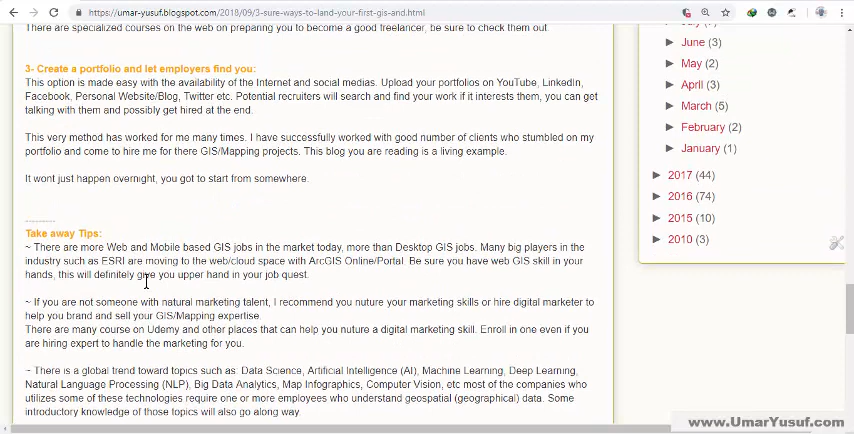 https://umar-yusuf.blogspot.com/2018/09/3-sure-ways-to-land-your-first-gis-and.html
There are specialized courses on the web on preparing you to become a good freelancer, be sure to check them out.
3- Create a portfolio and let employers find you:
This option is made easy with the availability of the Internet and social medias. Upload your portfolios on YouTube, LinkedIn,
Facebook, Personal Website/Blog, Twitter etc. Potential recruiters will search and find your work if it interests them, you can get
talking with them and possibly get hired at the end.
This very method has worked for me many times. I have successfully worked with good number of clients who stumbled on my
portfolio and come to hire me for there GIS/Mapping projects. This blog you are reading is a living example.
It wont just happen overnight, you got to start from somewhere.
----------
Take away Tips:
~ There are more Web and Mobile based GIS jobs in the market today, more than Desktop GIS jobs. Many big players in the
industry such as ESRI are moving to the web/cloud space with ArcGIS Online/Portal. Be sure you have web GIS skill in your
hands, this will definitely give you upper hand in your job quest.
~ If you are not someone with natural marketing talent, I recommend you nuture your marketing skills or hire digital marketer to
help you brand and sell your GIS/Mapping expertise.
There are many course on Udemy and other places that can help you nuture a digital marketing skill. Enroll in one even if you
are hiring expert to handle the marketing for you.
~ There is a global trend toward topics such as: Data Science, Artificial Intelligence (AI), Machine Learning, Deep Learning,
Natural Language Processing (NLP), Big Data Analytics, Map Infographics, Computer Vision, etc most of the companies who
utilizes some of these technologies require one or more employees who understand geospatial (geographical) data. Some
introductory knowledge of those topics will also go along way.
► June (3)
► May (2)
► April (3)
► March (5)
► February (2)
► January (1)
► 2017 (44)
► 2016 (74)
► 2015 (10)
► 2010 (3)
www.UmarYusuf.com